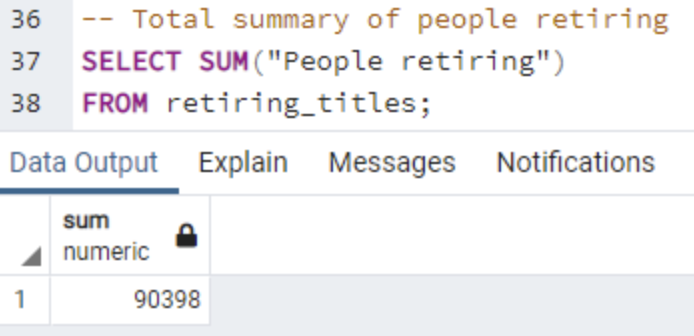 36 -- Total summary of people retiring
37 SELECT SUM("People retiring")
38 FROM retiring_titles;
Data Output Explain Messages Notifications
sum
numeric
1 90398